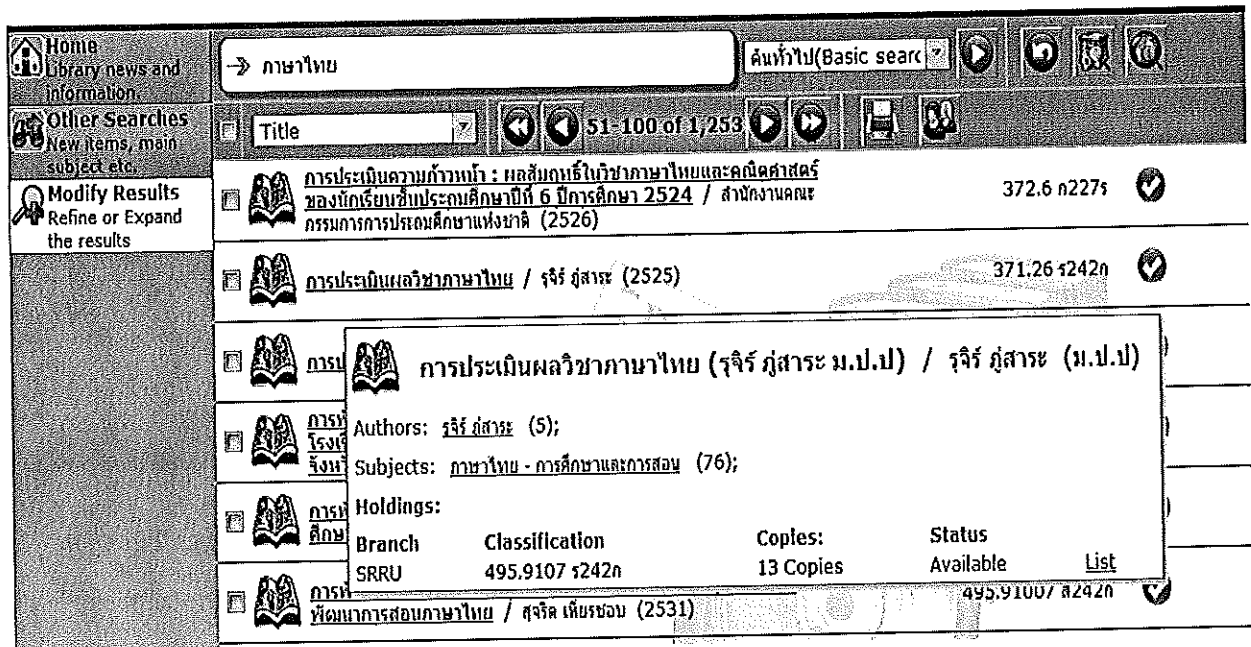 Home
Library news and
information.
ภาษาไทย
ค้นทั่วไป(Basic searc
Other Searches
New items, main
subject etc.
Title
51-100 of 1,253
Modify Results
Refine or Expand
the results
การประเมินความก้าวหน้า : ผลสัมฤทธิ์ในวิชาภาษาไทยและคณิตศาสตร์
ของนักเรียนชั้นประถมศึกษาปีที่ 6 ปีการศึกษา 2524 / สำนักงานคณะ
กรรมการการประถมศึกษาแห่งชาติ (2526)
372.6 ก227ร
การประเมินผลวิชาภาษาไทย / รุจิร์ ภู่สาระ (2525)
371.26 ร242ก
การป
การประเมินผลวิชาภาษาไทย (รุจิร์ ภู่สาระ ม.ป.ป) / รุจิร์ ภู่สาระ (ม.ป.ป)
Authors: รุจิร์ ภู่สาระ (5);
Subjects: ภาษาไทย - การศึกษาและการสอน (76);
Holdings:
Branch Classification Copies: Status
SRRU 495.9107 ร242ก 13 Copies Available List
495.91007 ส242ก
พัฒนาการสอนภาษาไทย / สุจริต เพียรชอบ (2531)